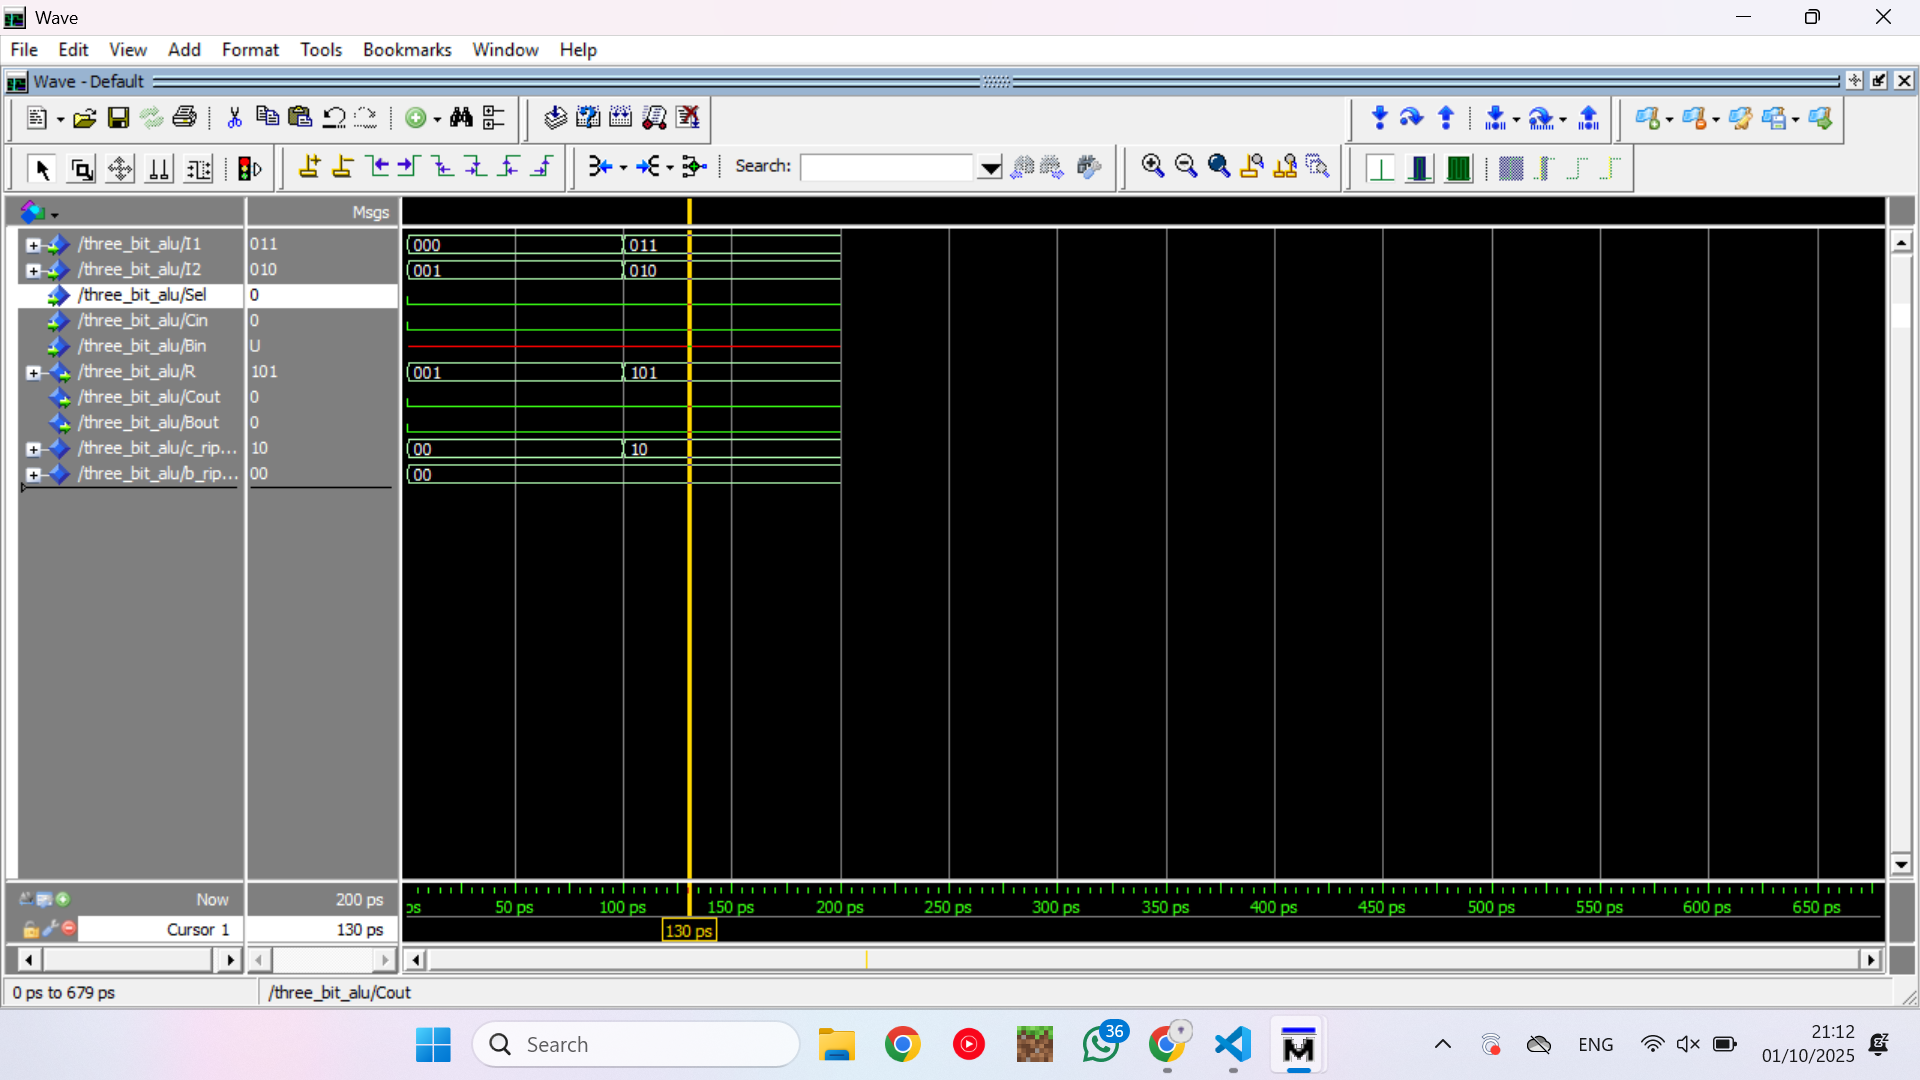 Wave
File Edit View Add Format Tools Bookmarks Window Help
Wave - Default
Search:
Msgs
/three_bit_alu/I1 011 000 011
/three_bit_alu/I2 010 001 010
/three_bit_alu/Sel 0
/three_bit_alu/Cin 0
/three_bit_alu/Bin U
/three_bit_alu/R 101 001 101
/three_bit_alu/Cout 0
/three_bit_alu/Bout 0
/three_bit_alu/c_rip... 10 00 10
/three_bit_alu/b_rip... 00 00
Now 200 ps ps 50 ps 100 ps 150 ps 200 ps 250 ps 300 ps 350 ps 400 ps 450 ps 500 ps 550 ps 600 ps 650 ps
Cursor 1 130 ps 130 ps
0 ps to 679 ps /three_bit_alu/Cout
Search 36 ENG 21:12
01/10/2025